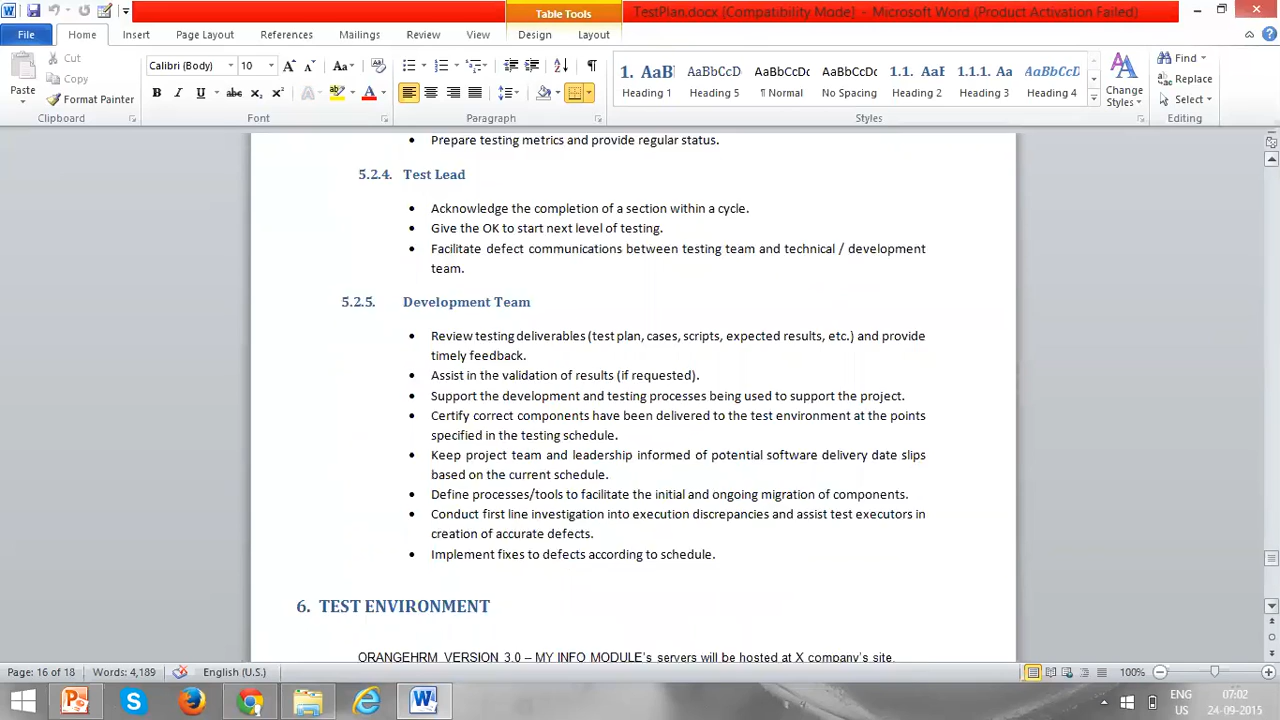 Table Tools
TestPlan.docx [Compatibility Mode] - Microsoft Word (Product Activation Failed)
File Home Insert Page Layout References Mailings Review View Design Layout
Cut
Copy
Format Painter
Paste
Clipboard
Calibri (Body) 10
Font
Paragraph
1. AaBl AaBbCcD AaBbCcDc AaBbCcDc 1.1. AaE 1.1.1. Aa AaBbCcD
Heading 1 Heading 5 ¶ Normal No Spacing Heading 2 Heading 3 Heading 4
Change Styles
Styles
Find
Replace
Select
Editing
• Prepare testing metrics and provide regular status.
5.2.4. Test Lead
• Acknowledge the completion of a section within a cycle.
• Give the OK to start next level of testing.
• Facilitate defect communications between testing team and technical / development
team.
5.2.5. Development Team
• Review testing deliverables (test plan, cases, scripts, expected results, etc.) and provide
timely feedback.
• Assist in the validation of results (if requested).
• Support the development and testing processes being used to support the project.
• Certify correct components have been delivered to the test environment at the points
specified in the testing schedule.
• Keep project team and leadership informed of potential software delivery date slips
based on the current schedule.
• Define processes/tools to facilitate the initial and ongoing migration of components.
• Conduct first line investigation into execution discrepancies and assist test executors in
creation of accurate defects.
• Implement fixes to defects according to schedule.
6. TEST ENVIRONMENT
ORANGEHRM VERSION 3.0 – MY INFO MODULE's servers will be hosted at X company's site.
Page: 16 of 18 Words: 4,189 English (U.S.) 100%
ENG 07:02
US 24-09-2015